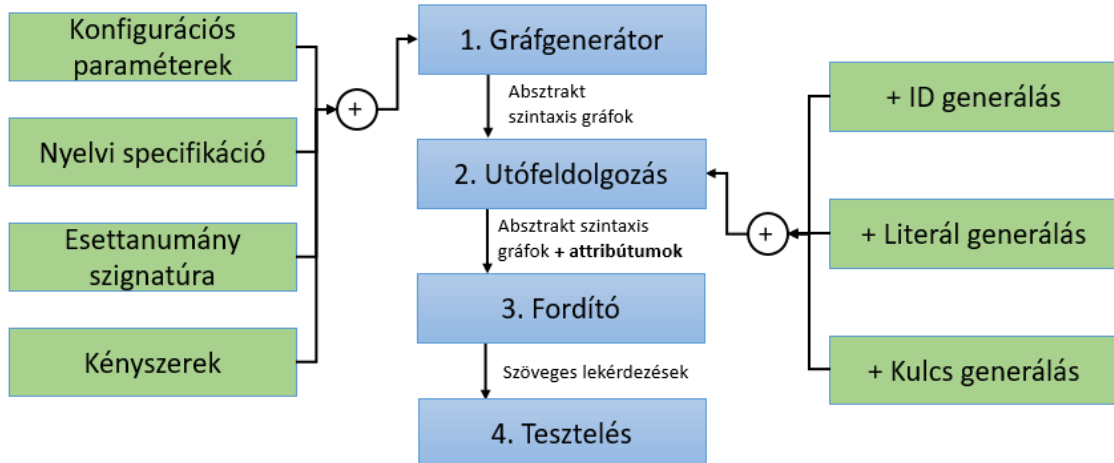 Konfigurációs
paraméterek
Nyelvi specifikáció
Esettanumány
szignatúra
Kényszerek
+
1. Gráfgenerátor
Absztrakt
szintaxis gráfok
2. Utófeldolgozás
Absztrakt szintaxis
gráfok + attribútumok
3. Fordító
Szöveges lekérdezések
4. Tesztelés
+
+ ID generálás
+ Literál generálás
+ Kulcs generálás